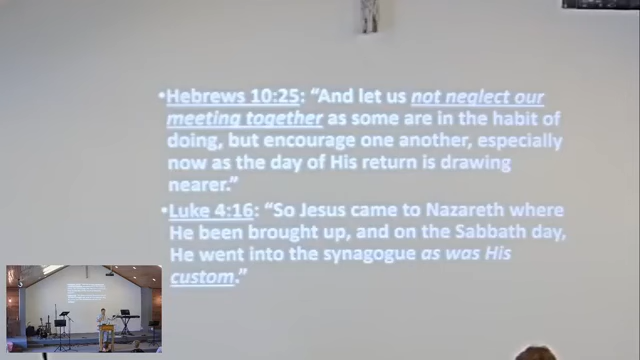 •Hebrews 10:25: “And let us not neglect our
meeting together as some are in the habit of
doing, but encourage one another, especially
now as the day of His return is drawing
nearer.”
•Luke 4:16: “So Jesus came to Nazareth where
He been brought up, and on the Sabbath day,
He went into the synagogue as was His
custom.”